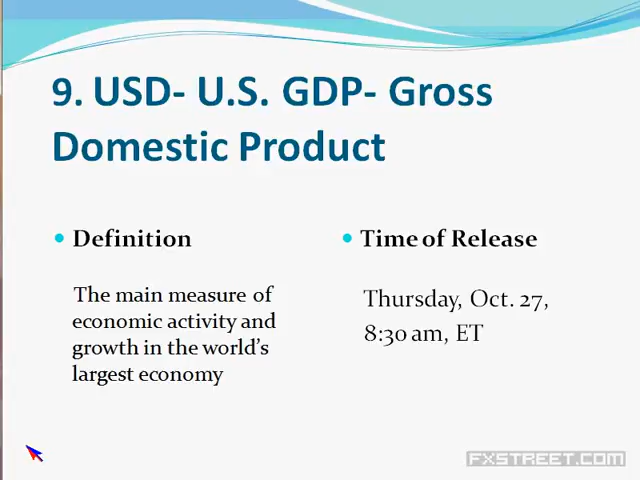 9. USD- U.S. GDP- Gross
Domestic Product
Definition
The main measure of
economic activity and
growth in the world's
largest economy
Time of Release
Thursday, Oct. 27,
8:30 am, ET
FXSTREET.COM